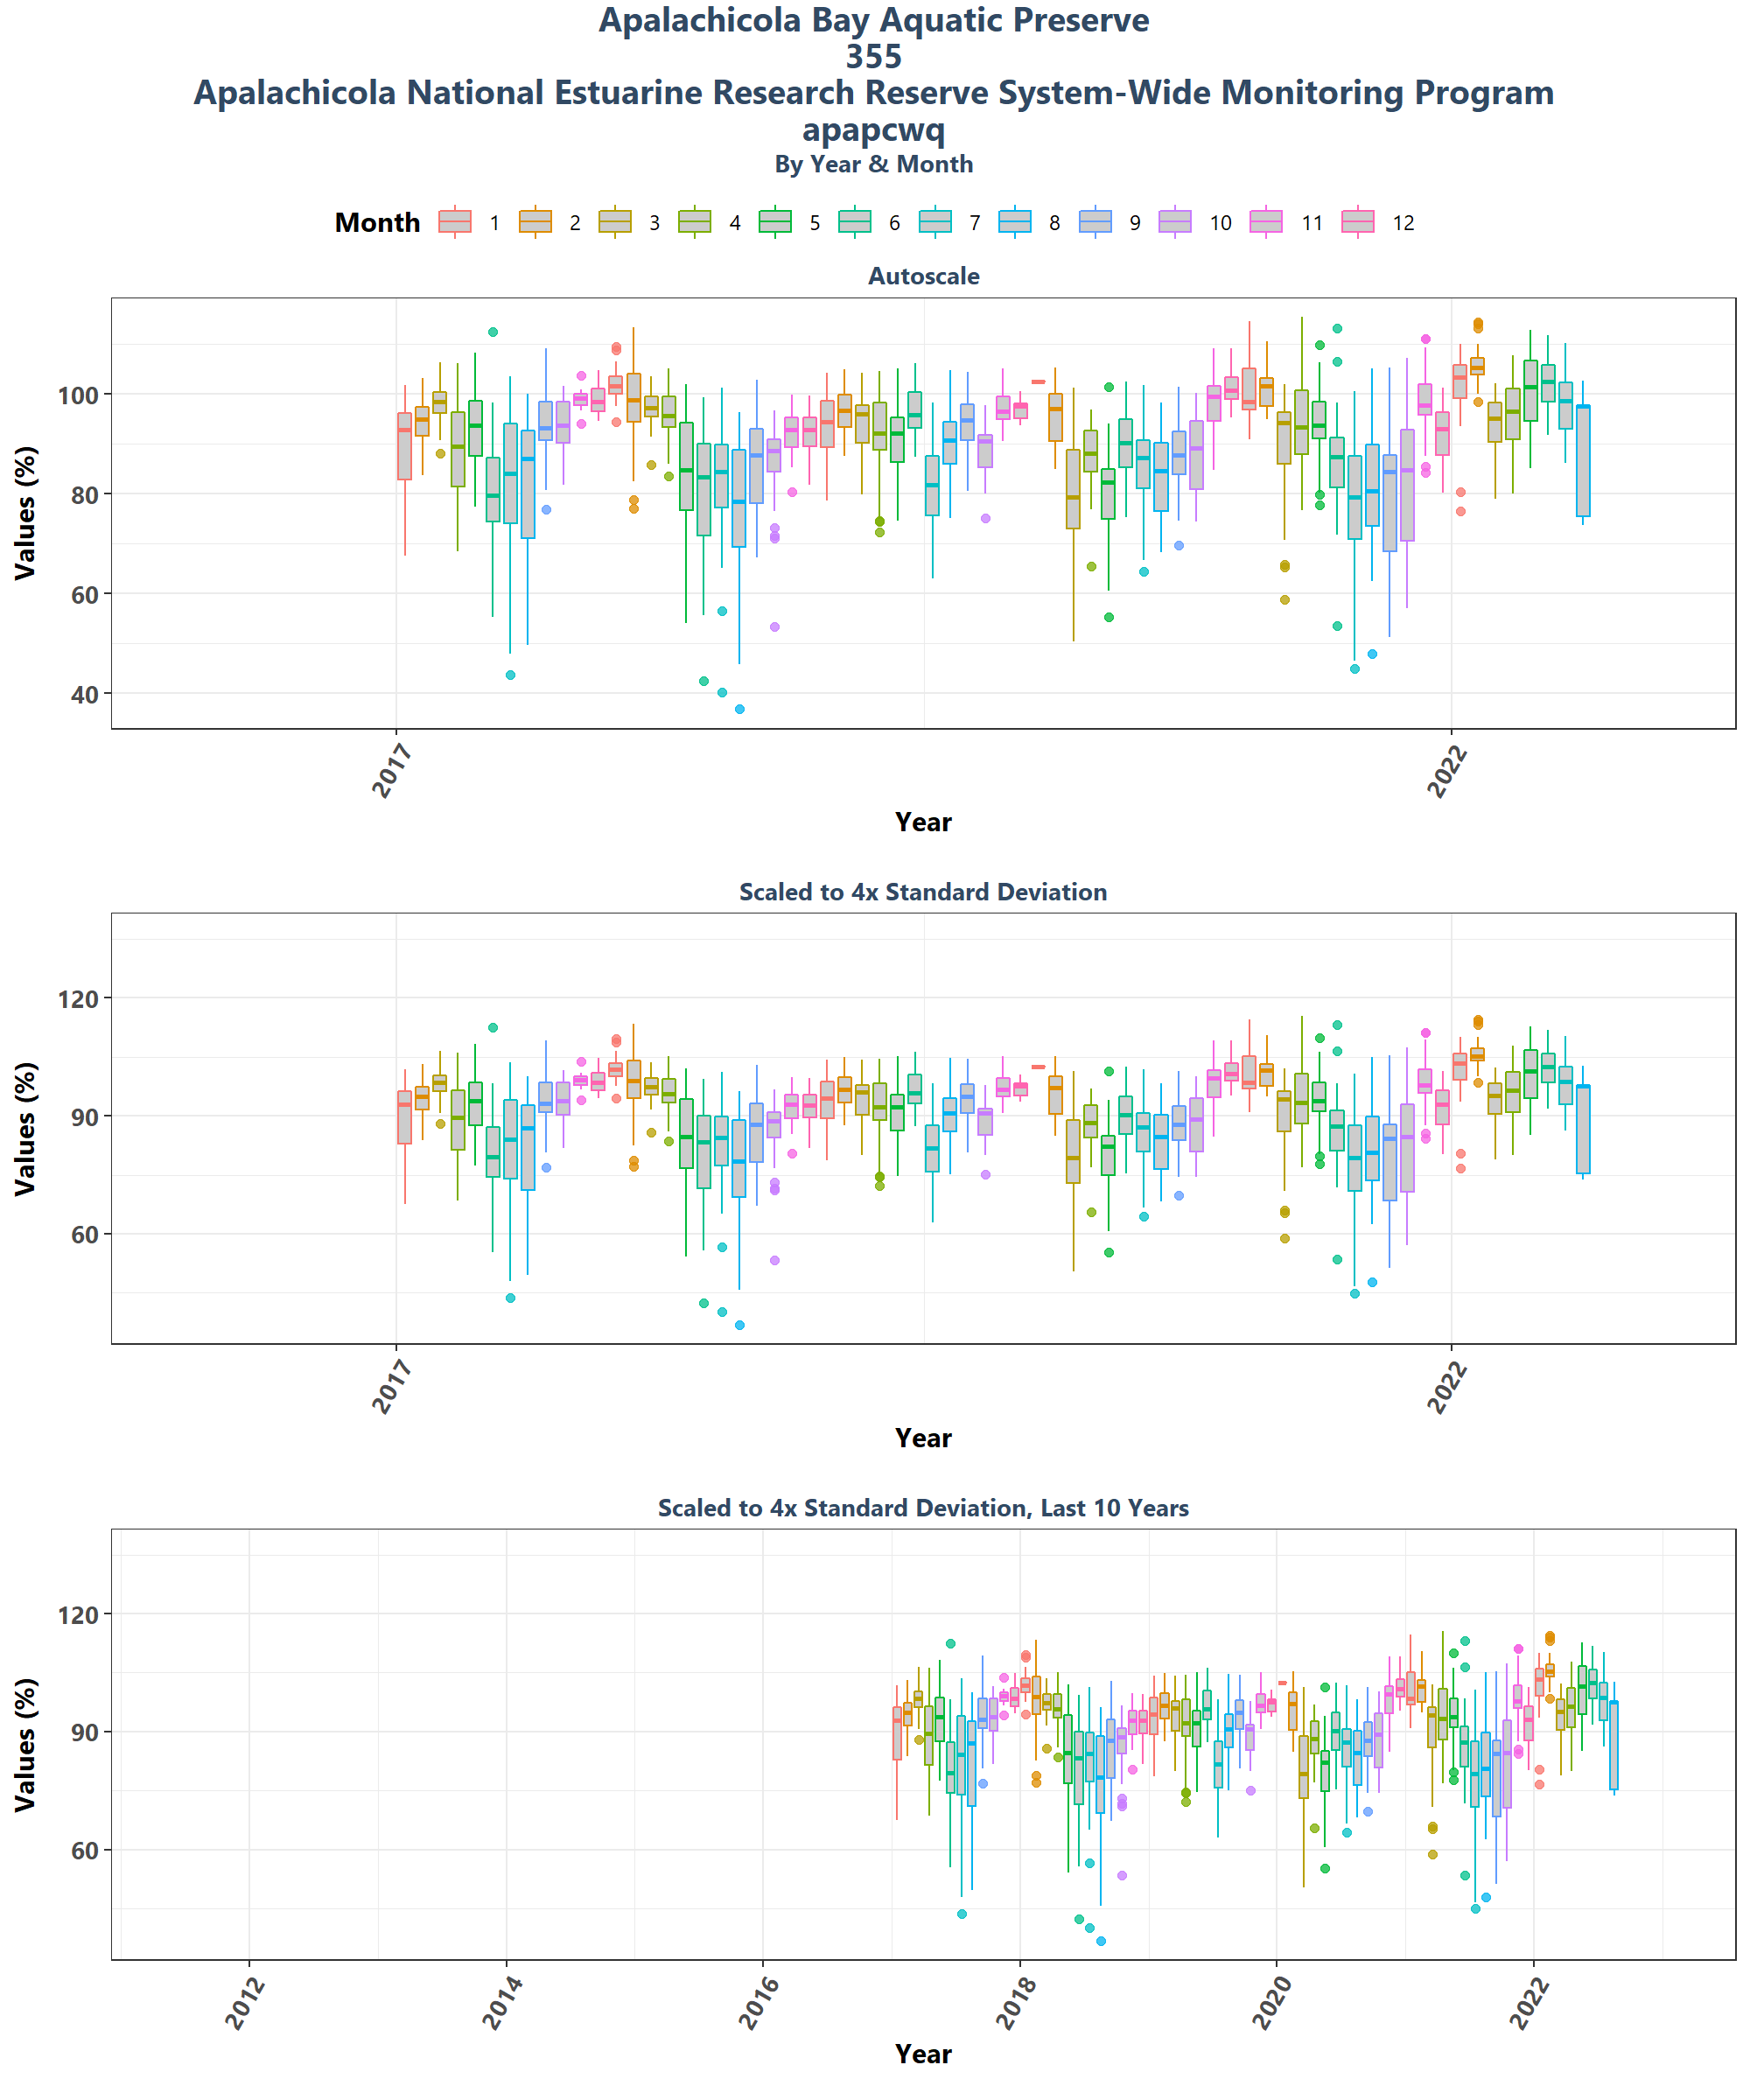 Apalachicola Bay Aquatic Preserve
355
Apalachicola National Estuarine Research Reserve System-Wide Monitoring Program
apapcwq
By Year & Month
Month 1 2 3 4 5 6 7 8 9 10 11 12
Autoscale
Values (%)
100
80
60
40
2017 2022
Year
Scaled to 4x Standard Deviation
Values (%)
120
90
60
2017 2022
Year
Scaled to 4x Standard Deviation, Last 10 Years
Values (%)
120
90
60
2012 2014 2016 2018 2020 2022
Year